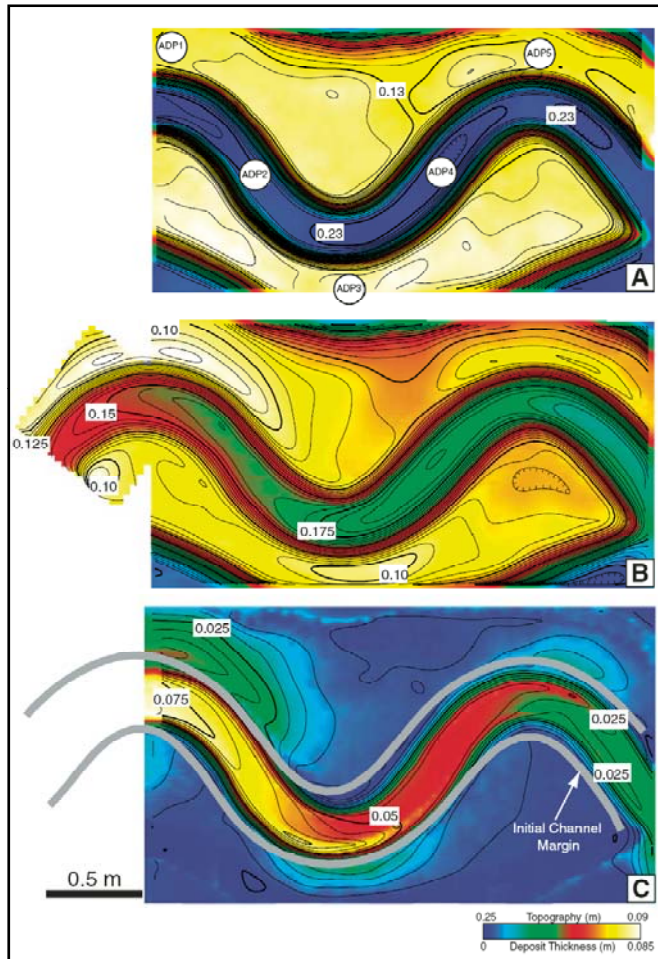 ADP1
ADP5
0.13
0.23
ADP2
ADP4
0.23
ADP3
A
0.10
0.15
0.125
0.10
0.175
0.10
B
0.025
0.075
0.025
0.025
0.05
Initial Channel
Margin
0.5 m
C
0.25 Topography (m) 0.09
0 Deposit Thickness (m) 0.085